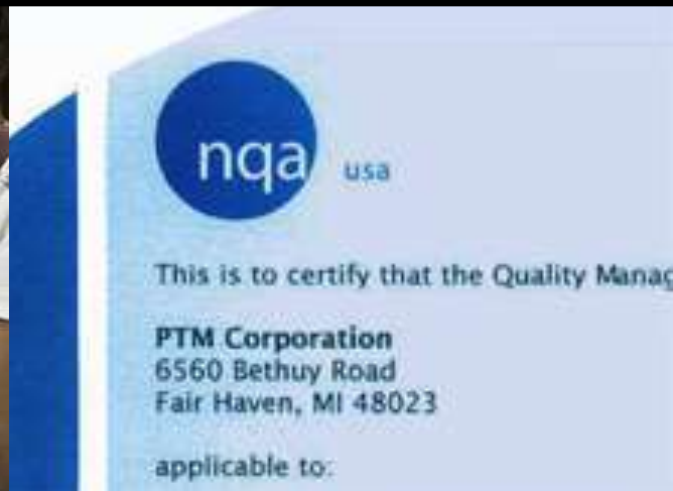 nqa
usa
This is to certify that the Quality Manag
PTM Corporation
6560 Bethuy Road
Fair Haven, MI 48023
applicable to: